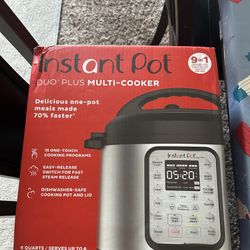 Instant Pot
DUO PLUS MULTI-COOKER
9in1
Delicious one-pot
meals made
70% faster
15 ONE-TOUCH
COOKING PROGRAMS
EASY-RELEASE
SWITCH FOR FAST
STEAM RELEASE
DISHWASHER-SAFE
COOKING POT AND LID
Instant Pot
05:20
6 QUARTS / SERVES UP TO 6